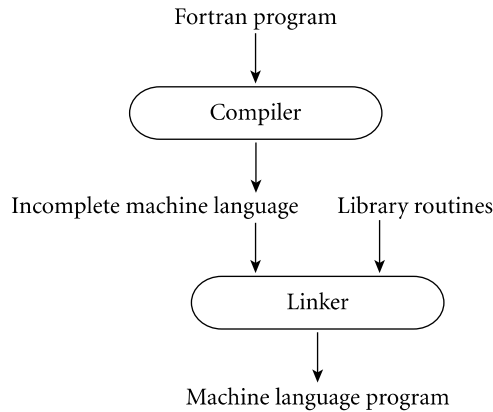 Fortran program
Compiler
Incomplete machine language
Library routines
Linker
Machine language program